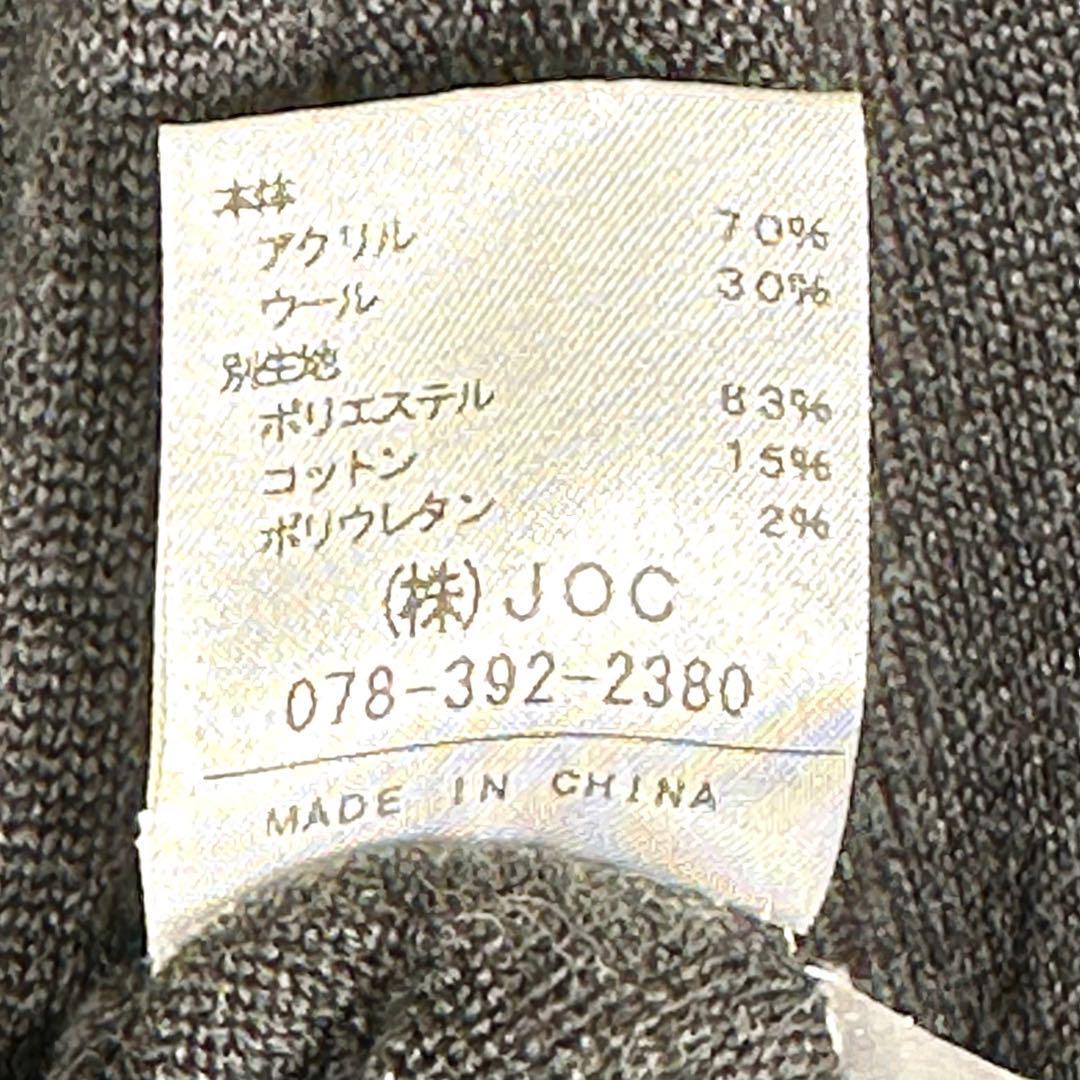 本体
アクリル 70%
ウール 30%
別生地
ポリエステル 83%
コットン 15%
ポリウレタン 2%
(株)JOC
078-392-2380
MADE IN CHINA